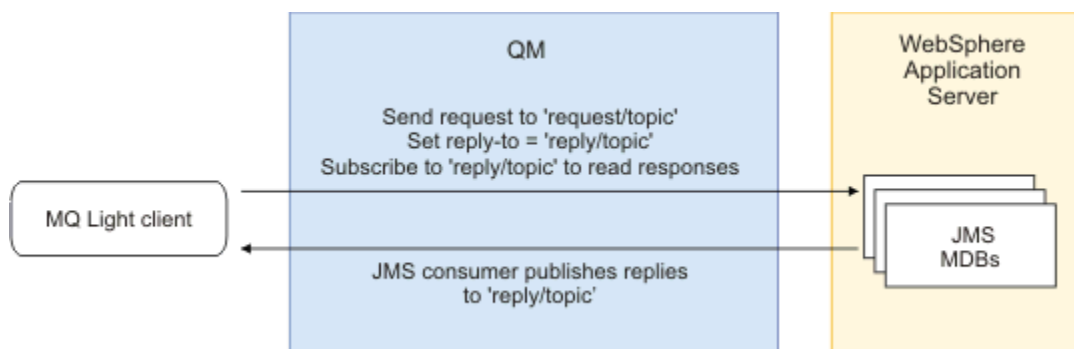 QM
WebSphere
Application
Server
Send request to 'request/topic'
Set reply-to = 'reply/topic'
Subscribe to 'reply/topic' to read responses
MQ Light client
JMS
MDBs
JMS consumer publishes replies
to 'reply/topic'